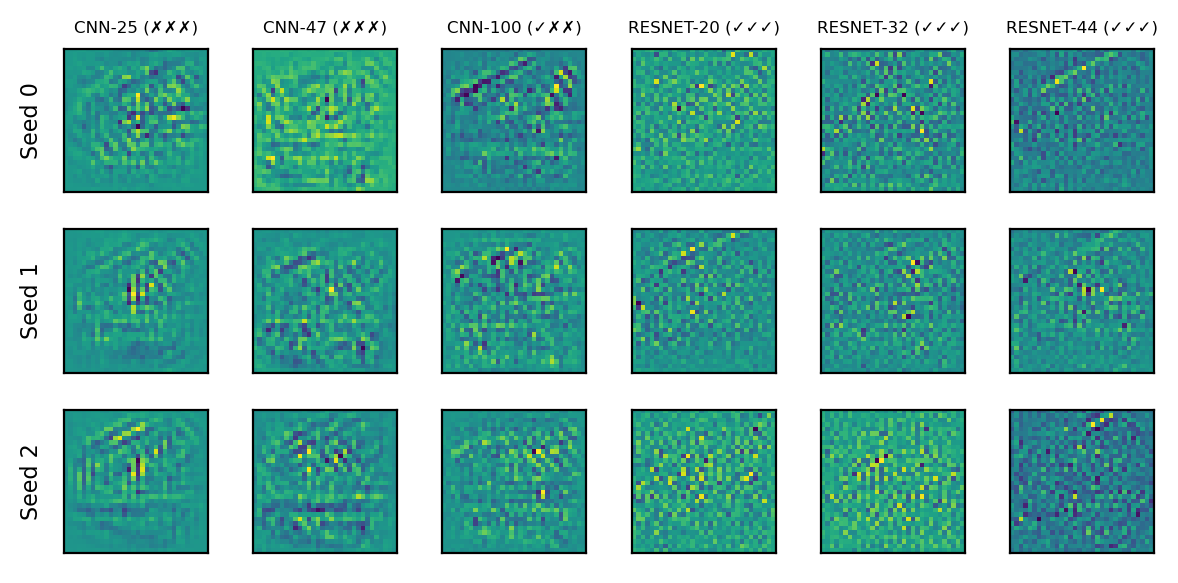 CNN-25 (✗✗✗) CNN-47 (✗✗✗) CNN-100 (✓✗✗) RESNET-20 (✓✓✓) RESNET-32 (✓✓✓) RESNET-44 (✓✓✓)
Seed 0
Seed 1
Seed 2